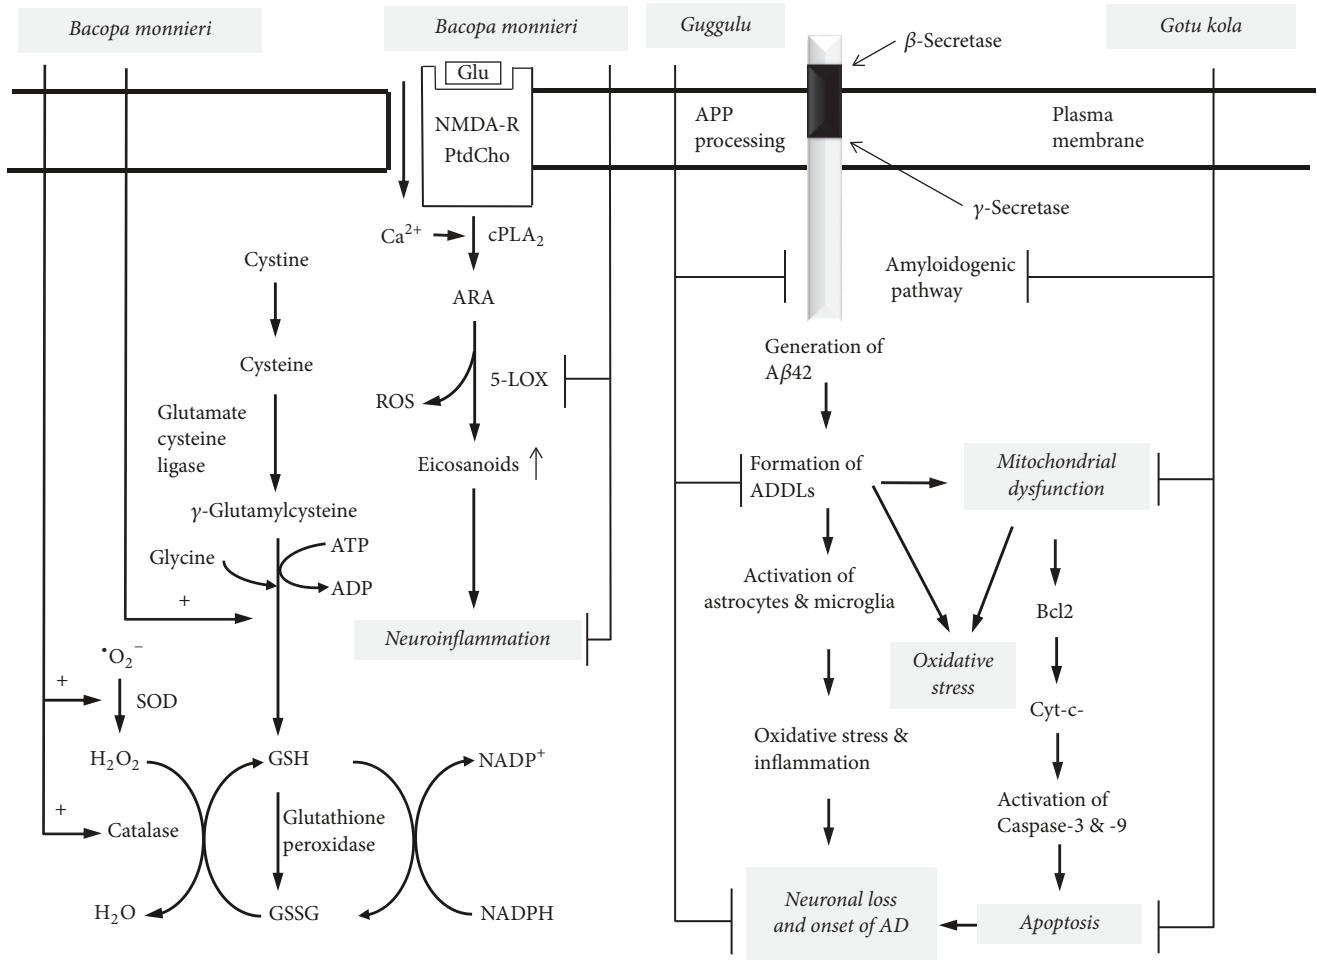 Bacopa monnieri
Bacopa monnieri
Guggulu
Gotu kola
β-Secretase
Glu
NMDA-R
PtdCho
APP
processing
Plasma
membrane
γ-Secretase
Ca²⁺
cPLA₂
Cystine
ARA
Amyloidogenic
pathway
Cysteine
ROS
5-LOX
Generation of
Aβ42
Glutamate
cysteine
ligase
Eicosanoids
Formation of
ADDLs
Mitochondrial
dysfunction
γ-Glutamylcysteine
Glycine
ATP
ADP
+
Activation of
astrocytes & microglia
Bcl2
Neuroinflammation
•O₂⁻
+
SOD
Oxidative
stress
Cyt-c-
H₂O₂
GSH
NADP⁺
Oxidative stress &
inflammation
+
Catalase
Glutathione
peroxidase
Activation of
Caspase-3 & -9
H₂O
GSSG
NADPH
Neuronal loss
and onset of AD
Apoptosis